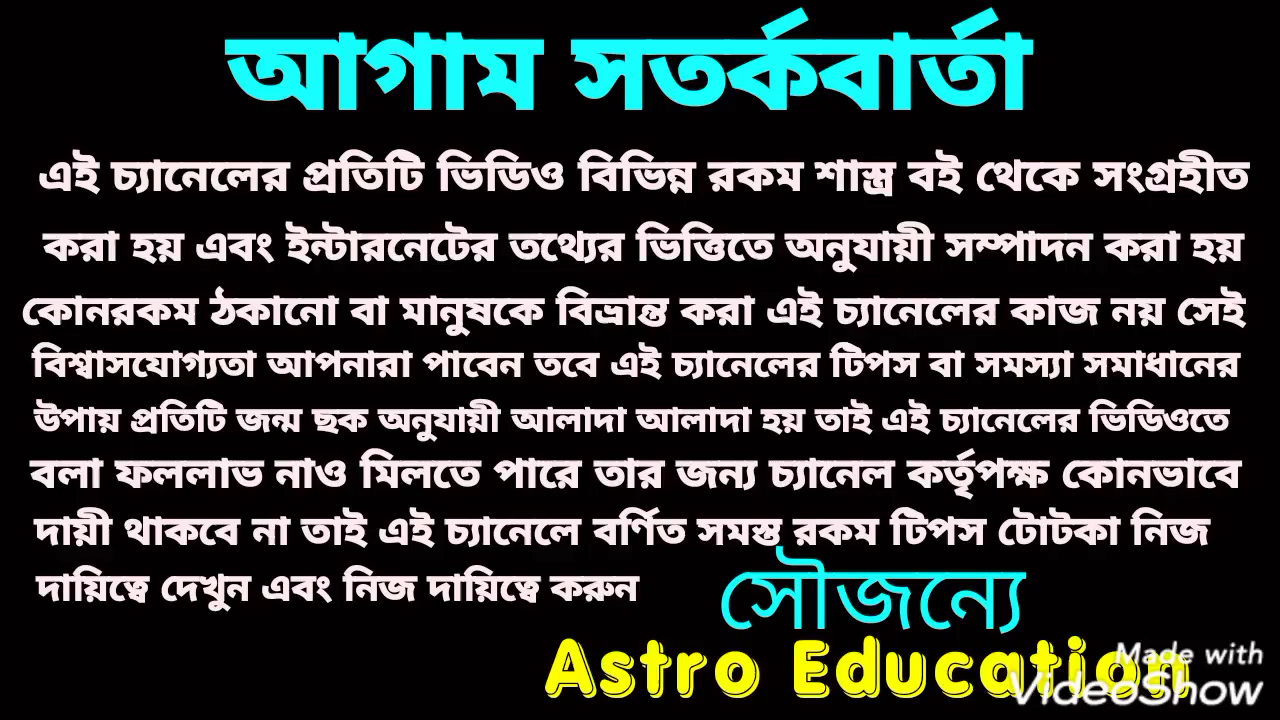 আগাম সতর্কবার্তা
এই চ্যানেলের প্রতিটি ভিডিও বিভিন্ন রকম শাস্ত্র বই থেকে সংগ্রহীত
করা হয় এবং ইন্টারনেটের তথ্যের ভিত্তিতে অনুযায়ী সম্পাদন করা হয়
কোনরকম ঠকানো বা মানুষকে বিভ্রান্ত করা এই চ্যানেলের কাজ নয় সেই
বিশ্বাসযোগ্যতা আপনারা পাবেন তবে এই চ্যানেলের টিপস বা সমস্যা সমাধানের
উপায় প্রতিটি জন্ম ছক অনুযায়ী আলাদা আলাদা হয় তাই এই চ্যানেলের ভিডিওতে
বলা ফললাভ নাও মিলতে পারে তার জন্য চ্যানেল কর্তৃপক্ষ কোনভাবে
দায়ী থাকবে না তাই এই চ্যানেলে বর্ণিত সমস্ত রকম টিপস টোটকা নিজ
দায়িত্বে দেখুন এবং নিজ দায়িত্বে করুন
সৌজন্যে
Astro Education
Made with
VideoShow